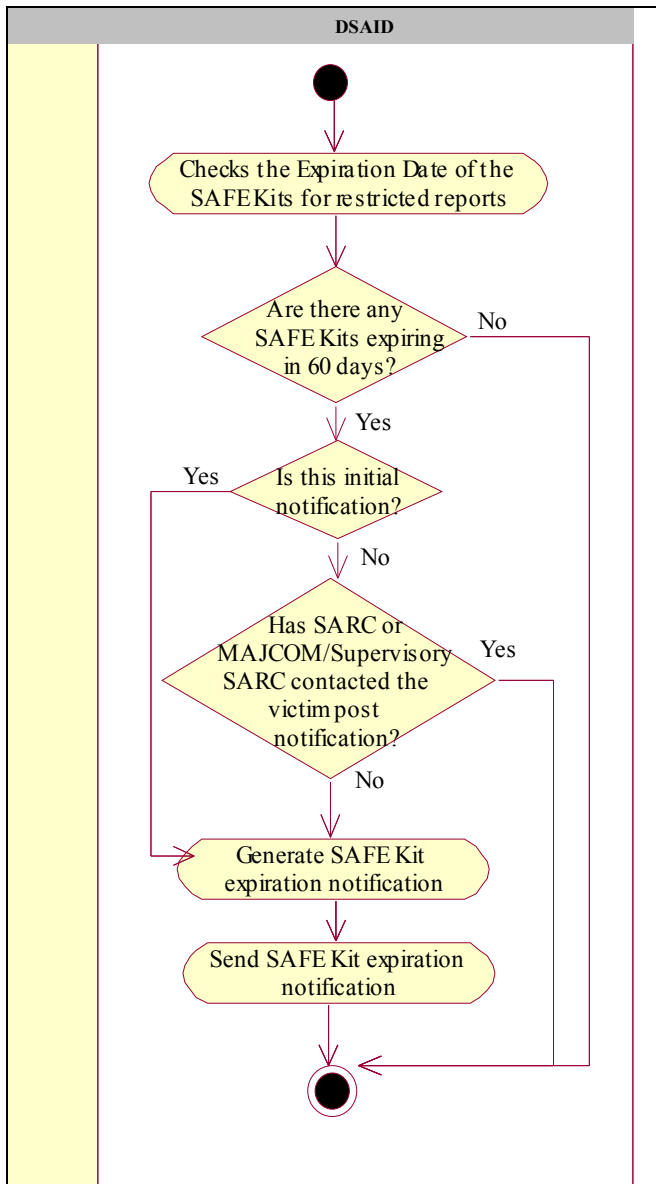 DSAID
Checks the Expiration Date of the
SAFE Kits for restricted reports
Are there any
SAFE Kits expiring
in 60 days?
No
Yes
Yes
Is this initial
notification?
No
Has SARC or
MAJCOM/Supervisory
SARC contacted the
victim post
notification?
Yes
No
Generate SAFE Kit
expiration notification
Send SAFE Kit expiration
notification